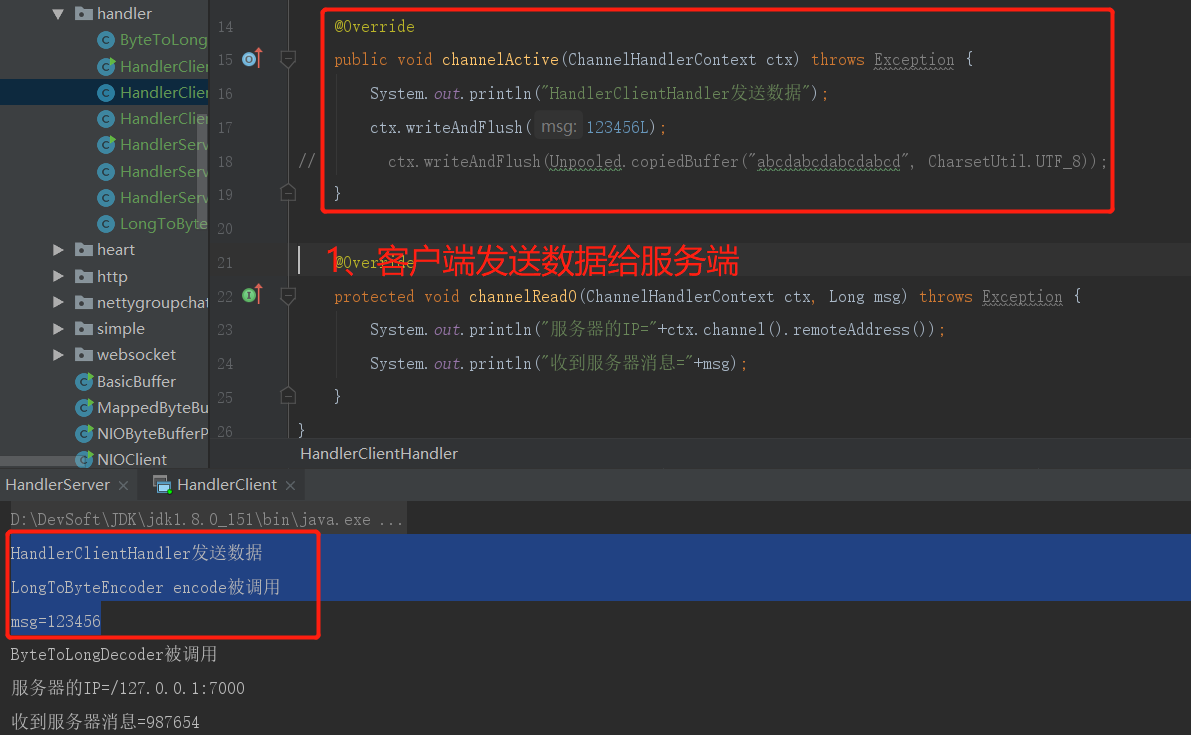 handler
ByteToLong
HandlerClier
HandlerClier
HandlerClier
HandlerServ
HandlerServ
HandlerServ
LongToByte
heart
http
nettygroupchat
simple
websocket
BasicBuffer
MappedByteBu
NIOByteBufferP
NIOClient
14 @Override
15 public void channelActive(ChannelHandlerContext ctx) throws Exception {
16 System.out.println("HandlerClientHandler发送数据");
17 ctx.writeAndFlush( msg: 123456L);
18 // ctx.writeAndFlush(Unpooled.copiedBuffer("abcdabcdabcdabcd", CharsetUtil.UTF_8));
19 }
20
21 @Override
1、客户端发送数据给服务端
22 protected void channelRead0(ChannelHandlerContext ctx, Long msg) throws Exception {
23 System.out.println("服务器的IP="+ctx.channel().remoteAddress());
24 System.out.println("收到服务器消息="+msg);
25 }
26 }
HandlerClientHandler
HandlerServer × HandlerClient ×
D:\DevSoft\JDK\jdk1.8.0_151\bin\java.exe ...
HandlerClientHandler发送数据
LongToByteEncoder encode被调用
msg=123456
ByteToLongDecoder被调用
服务器的IP=/127.0.0.1:7000
收到服务器消息=987654